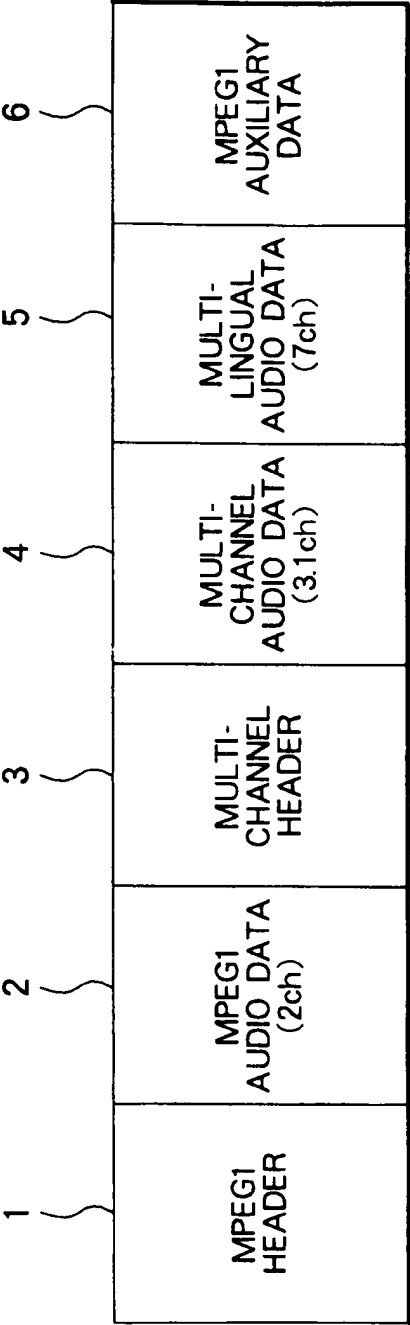 1
2
3
4
5
6
MPEG1
HEADER
MPEG1
AUDIO DATA
(2ch)
MULTI-
CHANNEL
HEADER
MULTI-
CHANNEL
AUDIO DATA
(3.1ch)
MULTI-
LINGUAL
AUDIO DATA
(7ch)
MPEG1
AUXILIARY
DATA